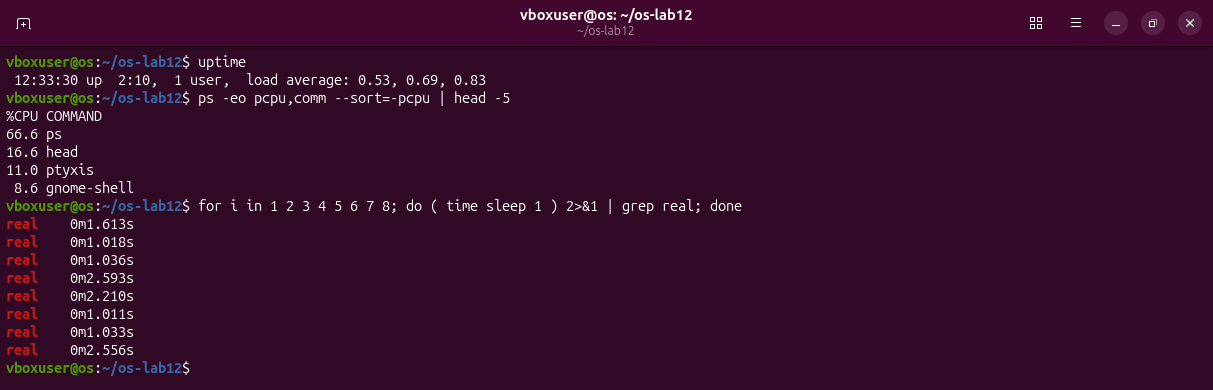 vboxuser@os: ~/os-lab12
~/os-lab12
vboxuser@os:~/os-lab12$ uptime
 12:33:30 up  2:10,  1 user,  load average: 0.53, 0.69, 0.83
vboxuser@os:~/os-lab12$ ps -eo pcpu,comm --sort=-pcpu | head -5
%CPU COMMAND
66.6 ps
16.6 head
11.0 ptyxis
 8.6 gnome-shell
vboxuser@os:~/os-lab12$ for i in 1 2 3 4 5 6 7 8; do ( time sleep 1 ) 2>&1 | grep real; done
real    0m1.613s
real    0m1.018s
real    0m1.036s
real    0m2.593s
real    0m2.210s
real    0m1.011s
real    0m1.033s
real    0m2.556s
vboxuser@os:~/os-lab12$